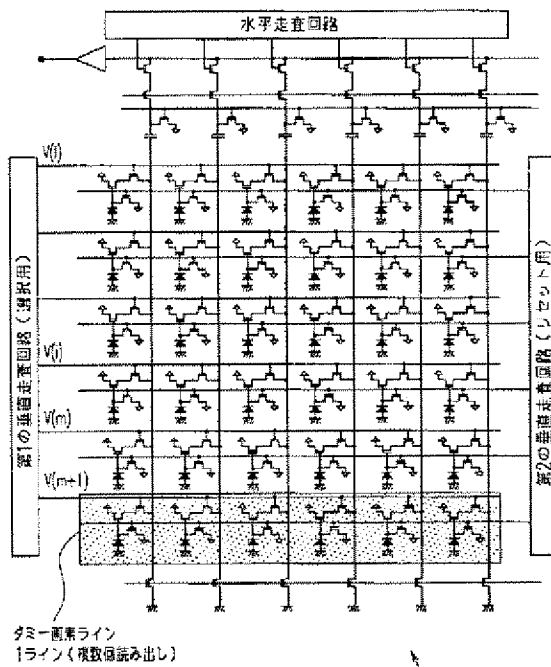 水平走査回路
V(i)
第1の垂直走査回路(選択用)
第2の垂直走査回路(リセット用)
V(j)
V(m)
V(m+1)
ダミー画素ライン
1ライン(複数値読み出し)